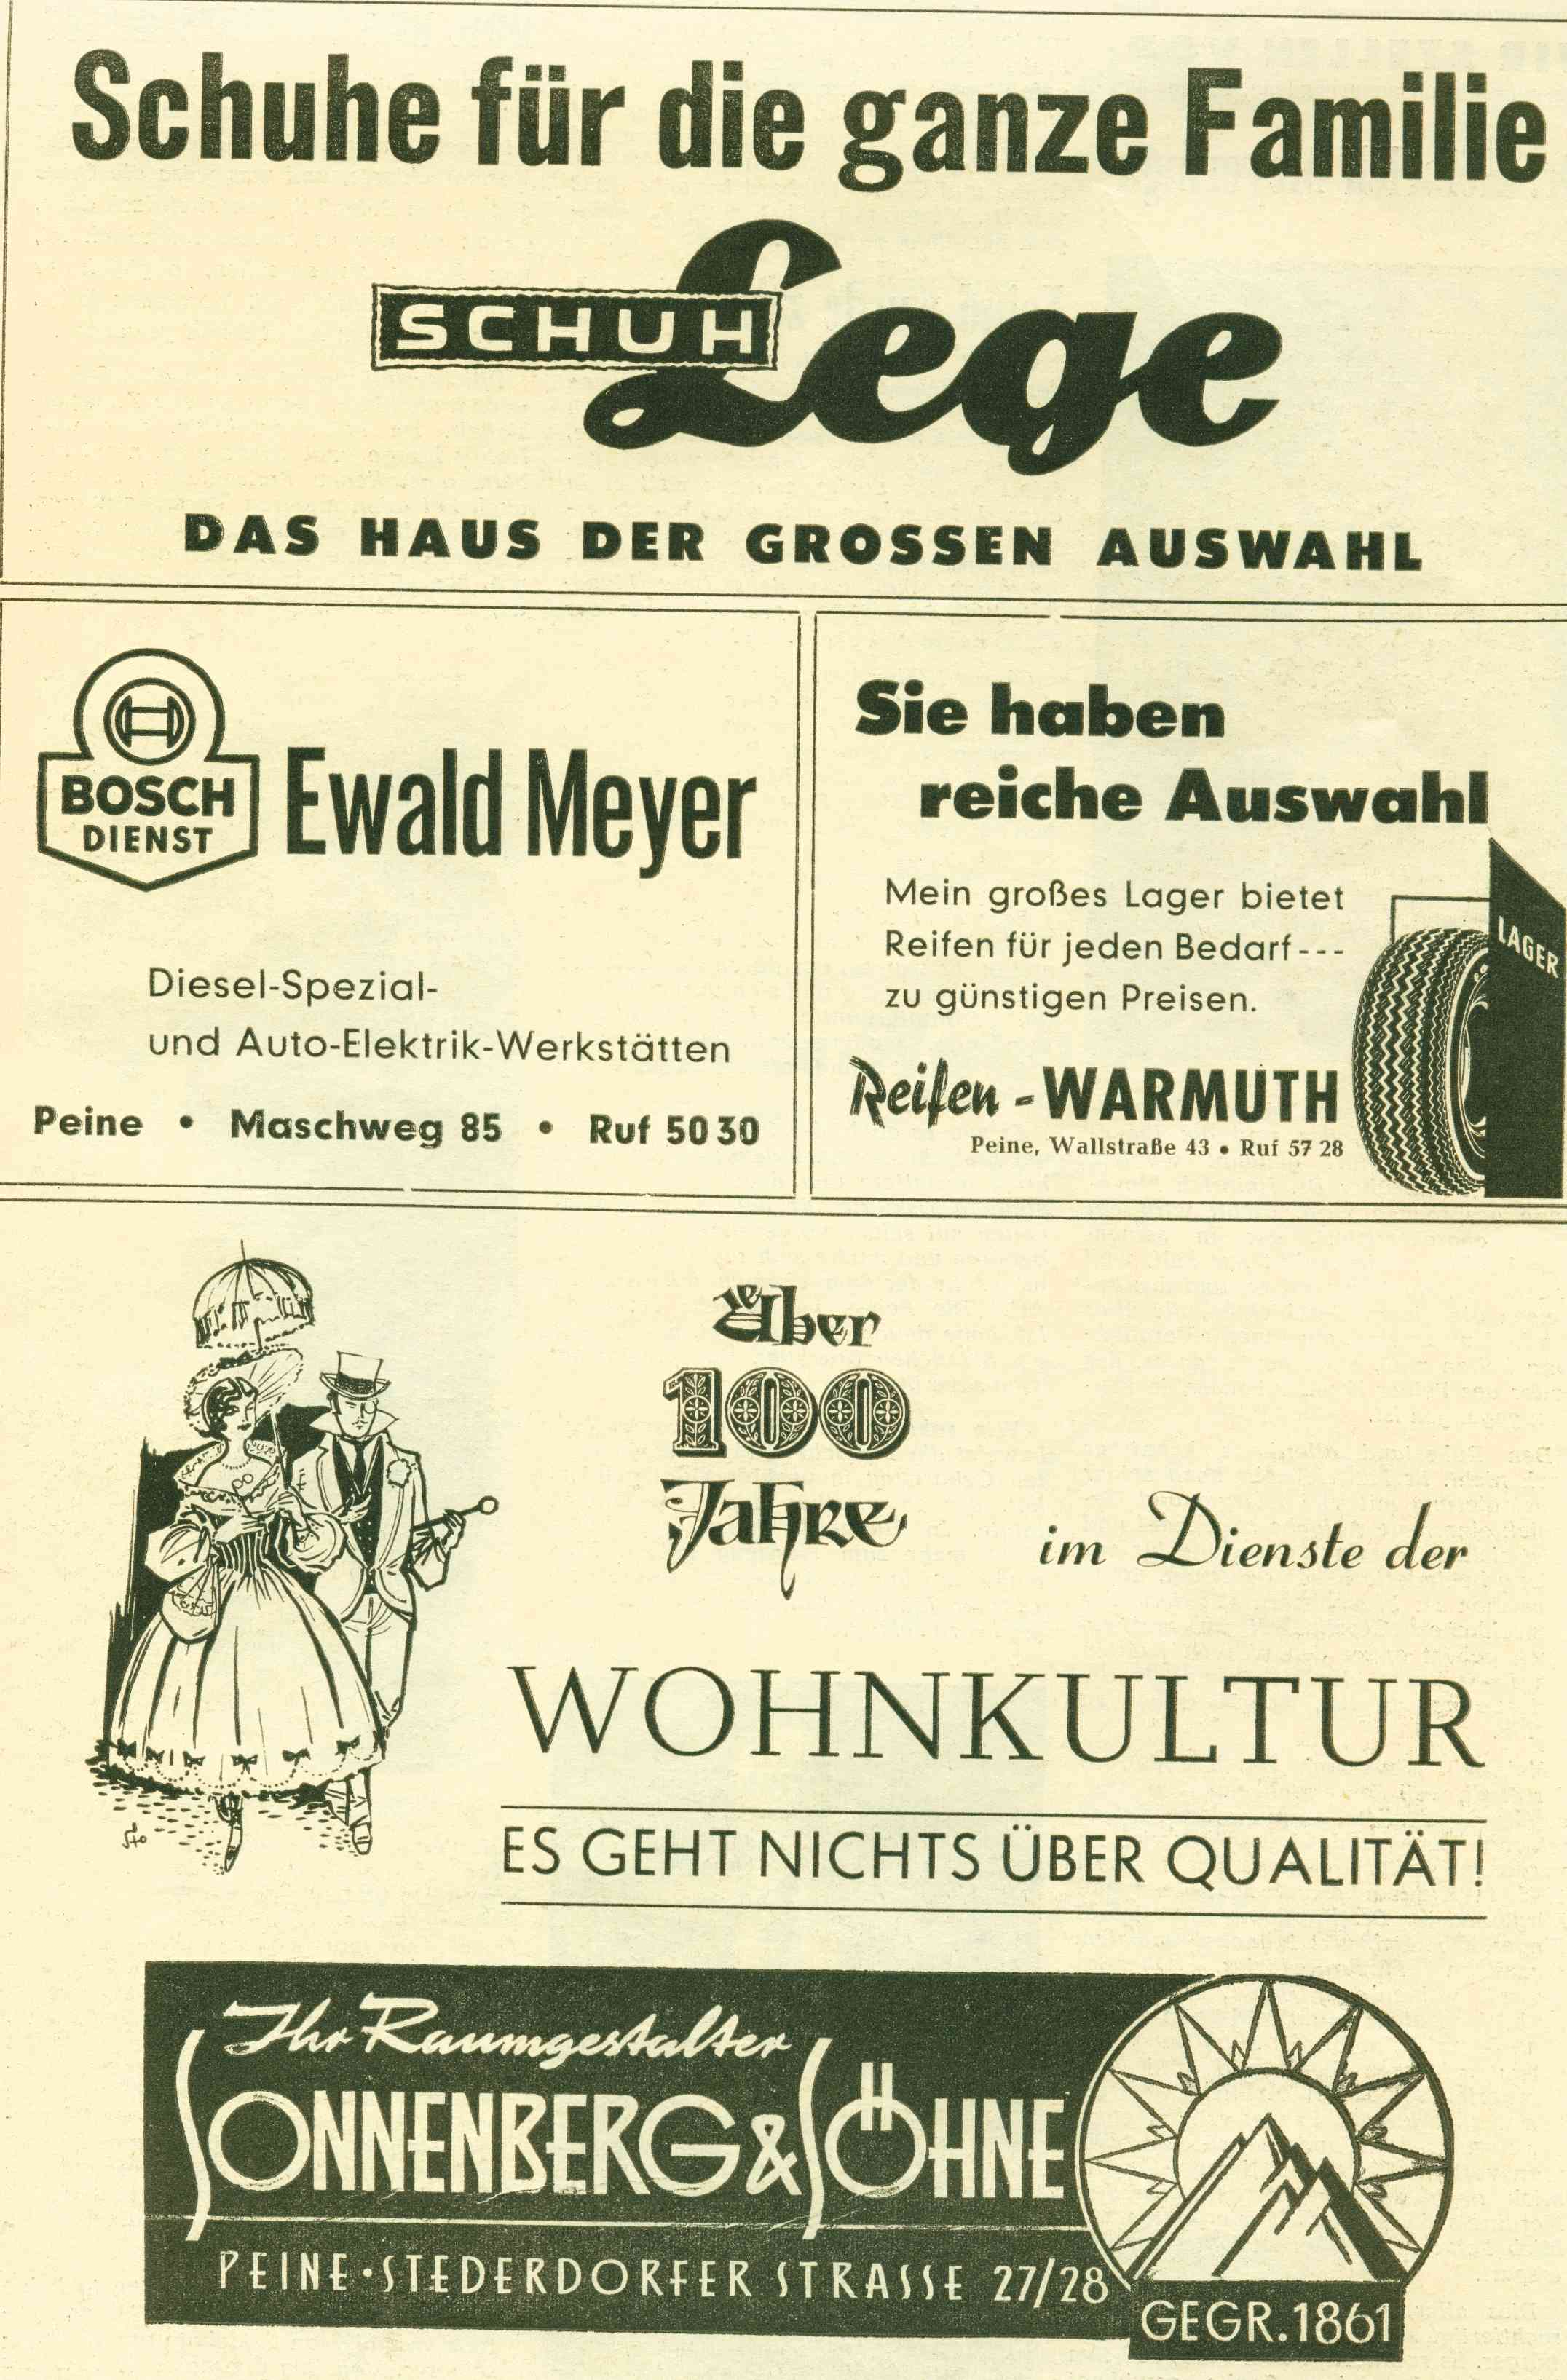 Schuhe für die ganze Familie
SCHUH Lege
DAS HAUS DER GROSSEN AUSWAHL
BOSCH
DIENST
Ewald Meyer
Diesel-Spezial-
und Auto-Elektrik-Werkstätten
Peine • Maschweg 85 • Ruf 50 30
Sie haben
reiche Auswahl
Mein großes Lager bietet
Reifen für jeden Bedarf---
zu günstigen Preisen.
LAGER
Reifen-WARMUTH
Peine, Wallstraße 43 • Ruf 57 28
Über
100
Jahre
im Dienste der
WOHNKULTUR
ES GEHT NICHTS ÜBER QUALITÄT!
sto
Ihr Raumgestalter
SONNENBERG & SÖHNE
PEINE · STEDERDORFER STRASSE 27/28
GEGR. 1861